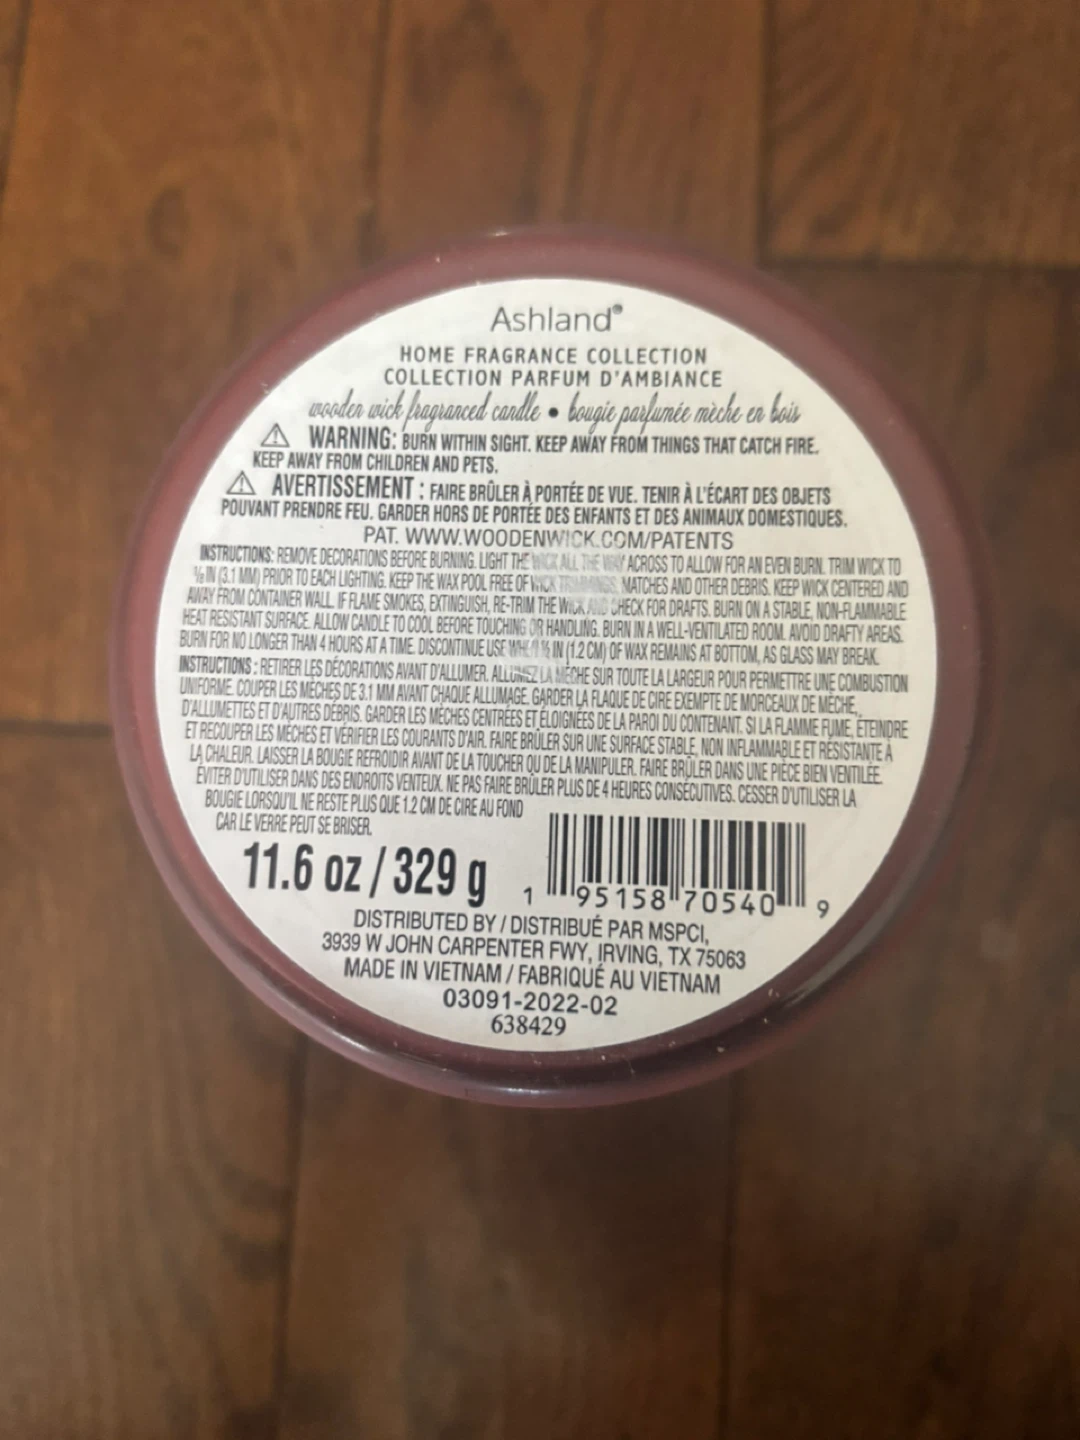 Ashland®
HOME FRAGRANCE COLLECTION
COLLECTION PARFUM D'AMBIANCE
wooden wick fragranced candle • bougie parfumée mèche en bois
WARNING: BURN WITHIN SIGHT. KEEP AWAY FROM THINGS THAT CATCH FIRE.
KEEP AWAY FROM CHILDREN AND PETS.
AVERTISSEMENT : FAIRE BRÛLER À PORTÉE DE VUE. TENIR À L'ÉCART DES OBJETS
POUVANT PRENDRE FEU. GARDER HORS DE PORTÉE DES ENFANTS ET DES ANIMAUX DOMESTIQUES.
PAT. WWW.WOODENWICK.COM/PATENTS
INSTRUCTIONS: REMOVE DECORATIONS BEFORE BURNING. LIGHT THE WICK ALL THE WAY ACROSS TO ALLOW FOR AN EVEN BURN. TRIM WICK TO
⅛ IN (3.1 MM) PRIOR TO EACH LIGHTING. KEEP THE WAX POOL FREE OF WICK TRIMMINGS, MATCHES AND OTHER DEBRIS. KEEP WICK CENTERED AND
AWAY FROM CONTAINER WALL. IF FLAME SMOKES, EXTINGUISH, RE-TRIM THE WICK AND CHECK FOR DRAFTS. BURN ON A STABLE, NON-FLAMMABLE
HEAT RESISTANT SURFACE. ALLOW CANDLE TO COOL BEFORE TOUCHING OR HANDLING. BURN IN A WELL-VENTILATED ROOM. AVOID DRAFTY AREAS.
BURN FOR NO LONGER THAN 4 HOURS AT A TIME. DISCONTINUE USE WHEN IN (1.2 CM) OF WAX REMAINS AT BOTTOM, AS GLASS MAY BREAK.
INSTRUCTIONS : RETIRER LES DÉCORATIONS AVANT D'ALLUMER. ALLUMEZ LA MÈCHE SUR TOUTE LA LARGEUR POUR PERMETTRE UNE COMBUSTION
UNIFORME. COUPER LES MÈCHES DE 3.1 MM AVANT CHAQUE ALLUMAGE. GARDER LA FLAQUE DE CIRE EXEMPTE DE MORCEAUX DE MÈCHE,
D'ALLUMETTES ET D'AUTRES DÉBRIS. GARDER LES MÈCHES CENTRÉES ET ÉLOIGNÉES DE LA PAROI DU CONTENANT. SI LA FLAMME FUME, ÉTEINDRE
ET RECOUPER LES MÈCHES ET VÉRIFIER LES COURANTS D'AIR. FAIRE BRÛLER SUR UNE SURFACE STABLE, NON INFLAMMABLE ET RÉSISTANTE À
LA CHALEUR. LAISSER LA BOUGIE REFROIDIR AVANT DE LA TOUCHER OU DE LA MANIPULER. FAIRE BRÛLER DANS UNE PIÈCE BIEN VENTILÉE.
ÉVITER D'UTILISER DANS DES ENDROITS VENTEUX. NE PAS FAIRE BRÛLER PLUS DE 4 HEURES CONSÉCUTIVES. CESSER D'UTILISER LA
BOUGIE LORSQU'IL NE RESTE PLUS QUE 1.2 CM DE CIRE AU FOND
CAR LE VERRE PEUT SE BRISER.
11.6 oz / 329 g
1 95158 70540 9
DISTRIBUTED BY / DISTRIBUÉ PAR MSPCI,
3939 W JOHN CARPENTER FWY, IRVING, TX 75063
MADE IN VIETNAM / FABRIQUÉ AU VIETNAM
03091-2022-02
638429